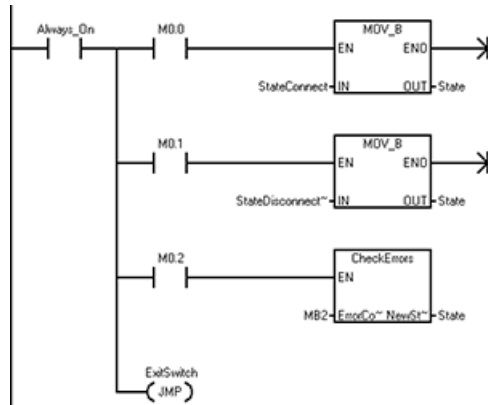 Always_On
M0.0
MOV_B
EN ENO
StateConnect IN OUT State
M0.1
MOV_B
EN ENO
StateDisconnect~ IN OUT State
M0.2
CheckErrors
EN
MB2 ErrorCo~ NewSt~ State
ExitSwitch
JMP